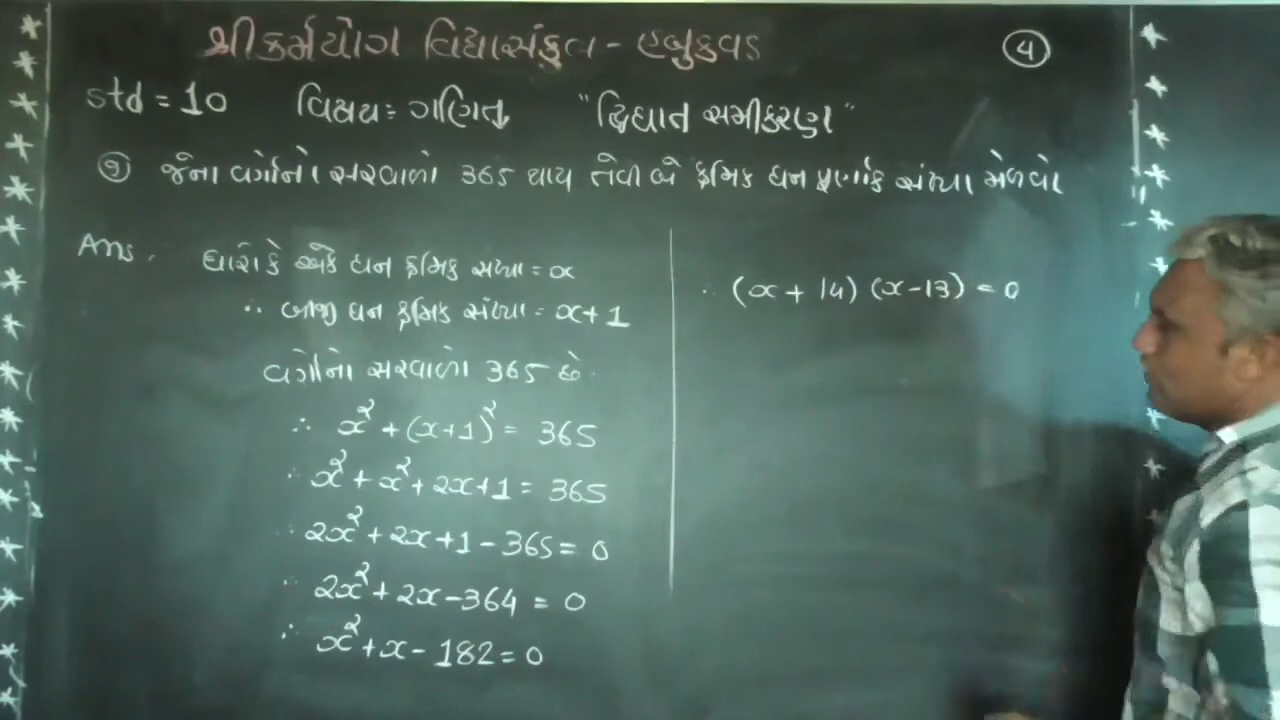 શ્રી કર્મયોગ વિદ્યાસંકુલ - હબુકવડ
૫
std = 10 વિષય: ગણિત "દ્વિઘાત સમીકરણ"
૧ જેના વર્ગોનો સરવાળો 365 થાય તેવી બે ક્રમિક ધન પૂર્ણાંક સંખ્યા મેળવો
Ans. ધારો કે એક ધન ક્રમિક સંખ્યા = x
∴ બીજી ધન ક્રમિક સંખ્યા = x+1
વર્ગોનો સરવાળો 365 છે.
∴ x² + (x+1)² = 365
∴ x² + x² + 2x+1 = 365
∴ 2x² + 2x+1-365 = 0
∴ 2x² + 2x-364 = 0
∴ x² + x - 182 = 0
∴ (x + 14) (x-13) = 0